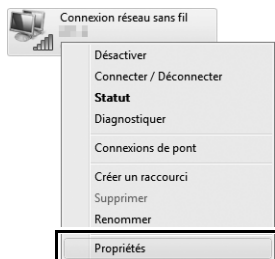 Connexion réseau sans fil
Désactiver
Connecter / Déconnecter
Statut
Diagnostiquer
Connexions de pont
Créer un raccourci
Supprimer
Renommer
Propriétés